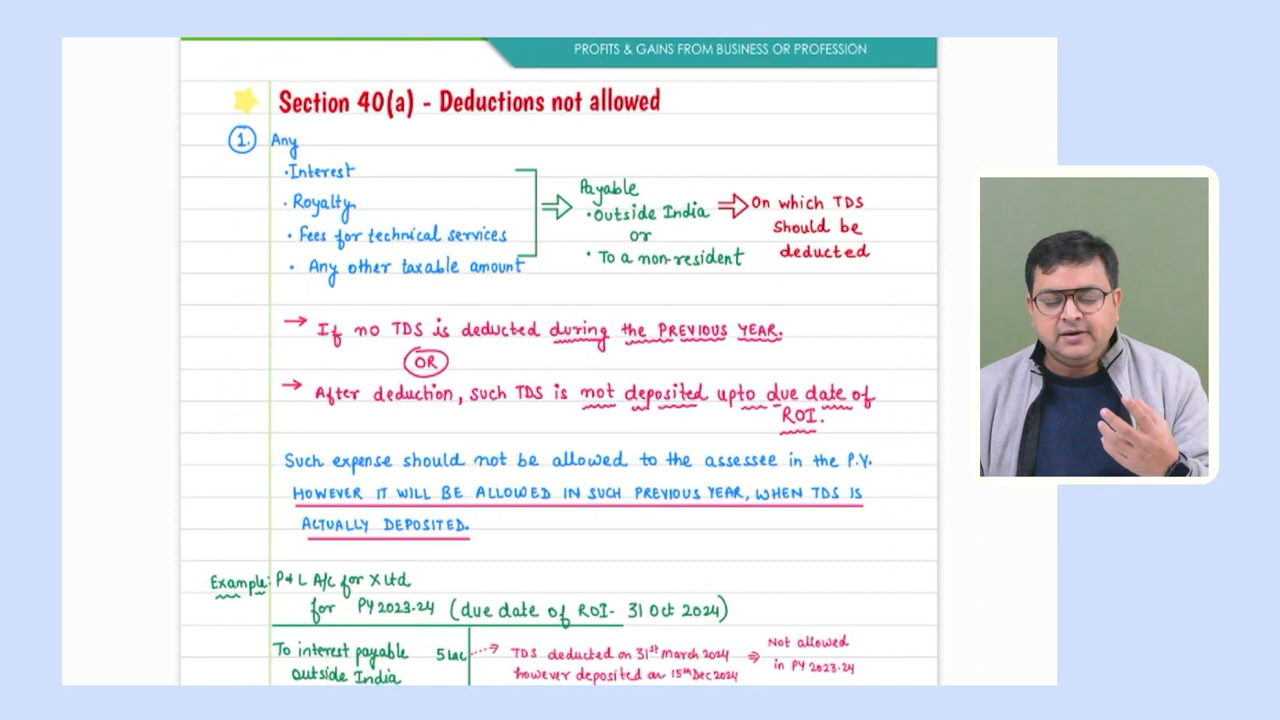 PROFITS & GAINS FROM BUSINESS OR PROFESSION
Section 40(a) - Deductions not allowed
1. Any
• Interest
• Royalty
• Fees for technical services
• Any other taxable amount
Payable
• Outside India
or
• To a non-resident
On which TDS
should be
deducted
→ If no TDS is deducted during the PREVIOUS YEAR.
OR
→ After deduction, such TDS is not deposited upto due date of
ROI.
Such expense should not be allowed to the assessee in the P.Y.
HOWEVER IT WILL BE ALLOWED IN SUCH PREVIOUS YEAR, WHEN TDS IS
ACTUALLY DEPOSITED.
Example: P&L A/c for X Ltd
for PY 2023-24 (due date of ROI- 31 Oct 2024)
To interest payable 5 Lac
outside India
TDS deducted on 31st March 2024
however deposited on 15th Dec 2024
⇒ Not allowed
in PY 2023-24